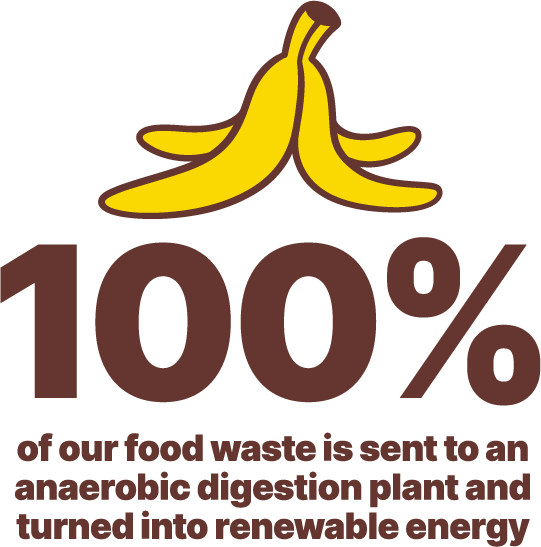 100%
of our food waste is sent to an
anaerobic digestion plant and
turned into renewable energy